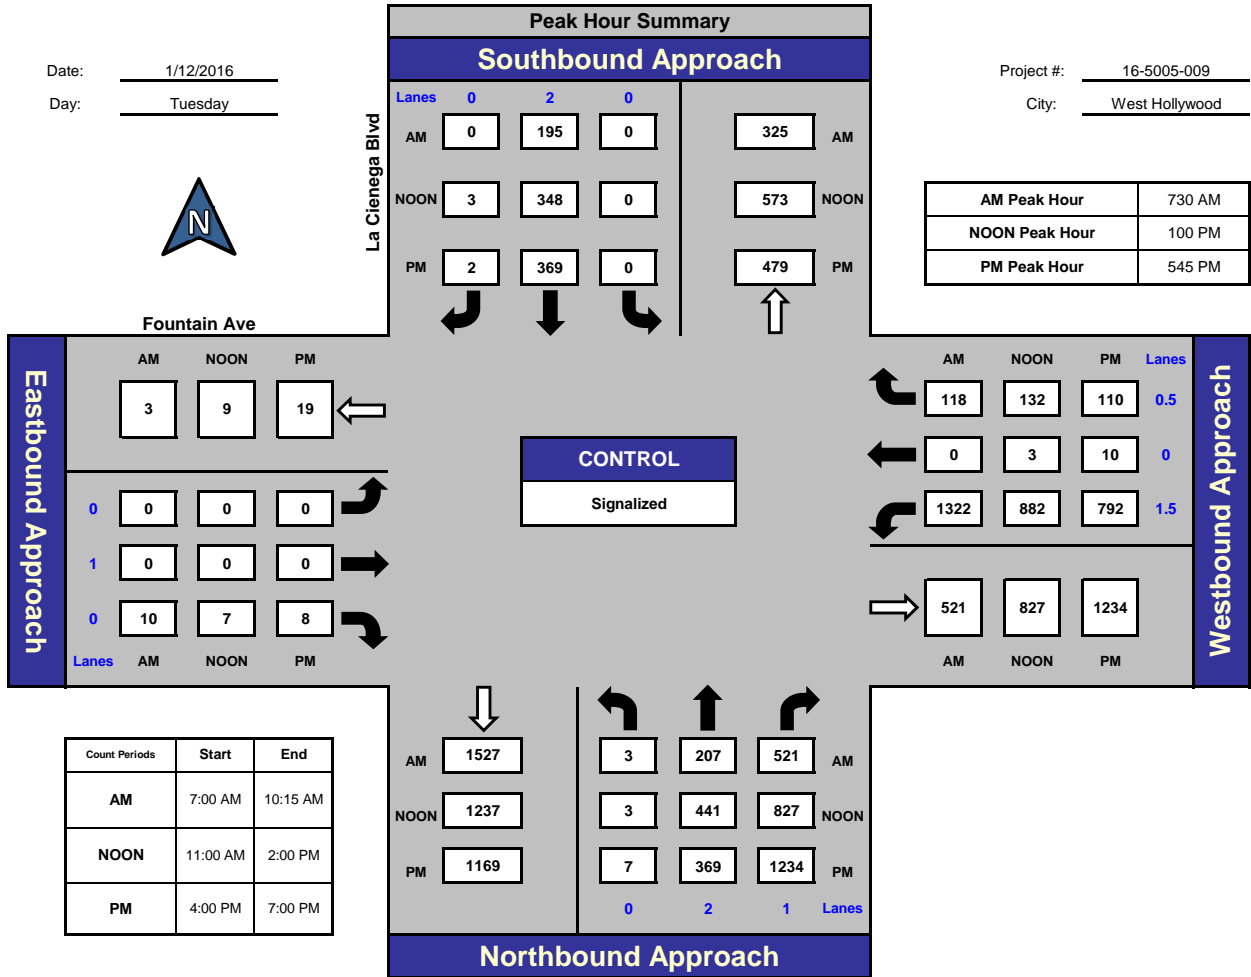 Peak Hour Summary
Southbound Approach
Date: 1/12/2016
Day: Tuesday
Project #: 16-5005-009
City: West Hollywood
La Cienega Blvd
Lanes 0 2 0
AM 0 195 0 325 AM
NOON 3 348 0 573 NOON
PM 2 369 0 479 PM
N
AM Peak Hour 730 AM
NOON Peak Hour 100 PM
PM Peak Hour 545 PM
Fountain Ave
Eastbound Approach
AM NOON PM
3 9 19
0 0 0 0
1 0 0 0
0 10 7 8
Lanes AM NOON PM
CONTROL
Signalized
AM NOON PM Lanes
118 132 110 0.5
0 3 10 0
1322 882 792 1.5
521 827 1234
AM NOON PM
Westbound Approach
Count Periods Start End
AM 7:00 AM 10:15 AM
NOON 11:00 AM 2:00 PM
PM 4:00 PM 7:00 PM
AM 1527 3 207 521 AM
NOON 1237 3 441 827 NOON
PM 1169 7 369 1234 PM
0 2 1 Lanes
Northbound Approach